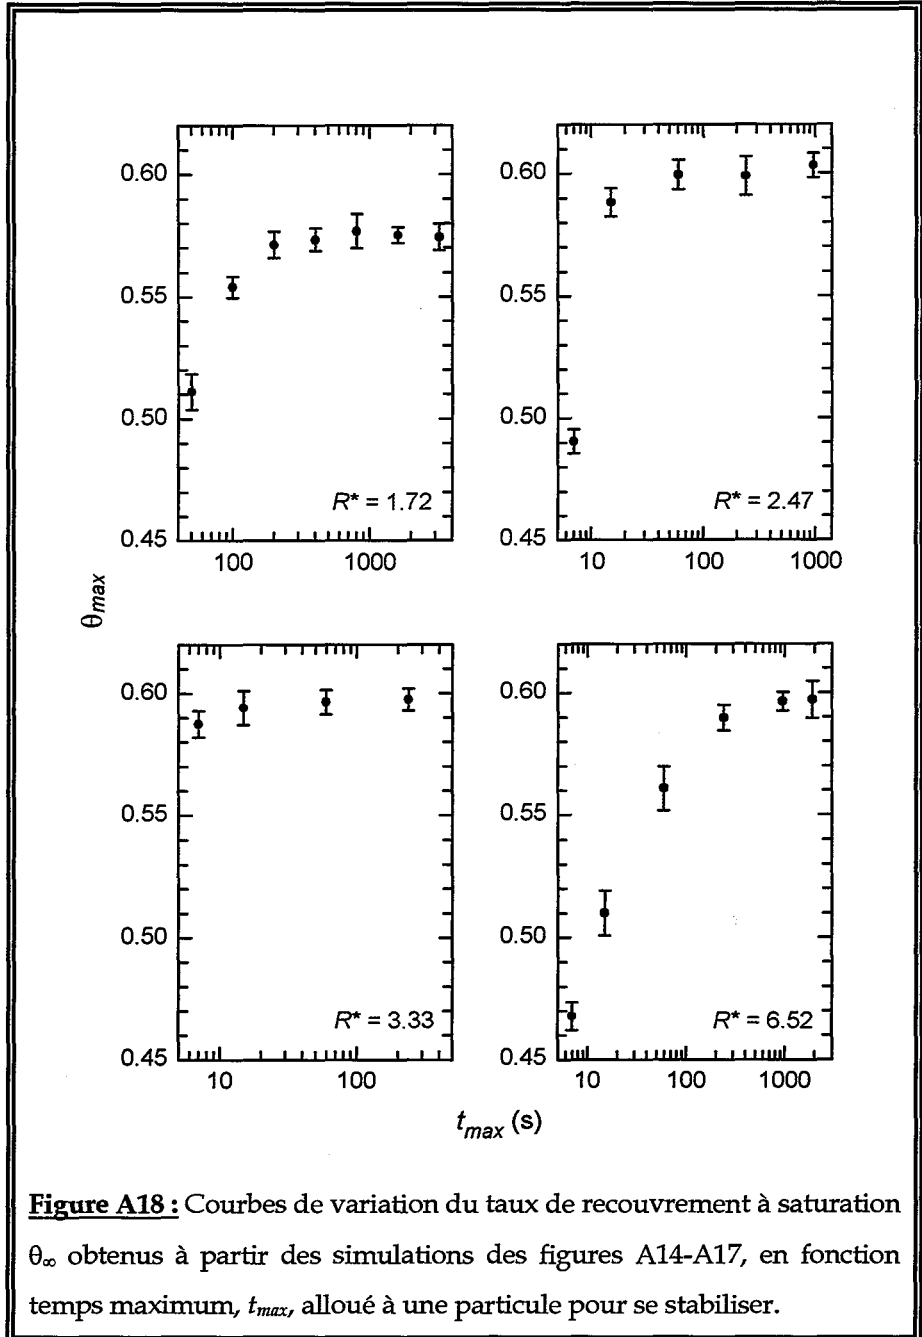 0.60
0.55
0.50
0.45
100
1000
R* = 1.72
0.60
0.55
0.50
0.45
10
100
1000
R* = 2.47
θmax
0.60
0.55
0.50
0.45
10
100
R* = 3.33
0.60
0.55
0.50
0.45
10
100
1000
R* = 6.52
tmax (s)
Figure A18 : Courbes de variation du taux de recouvrement à saturation
θ∞ obtenus à partir des simulations des figures A14-A17, en fonction
temps maximum, tmax, alloué à une particule pour se stabiliser.